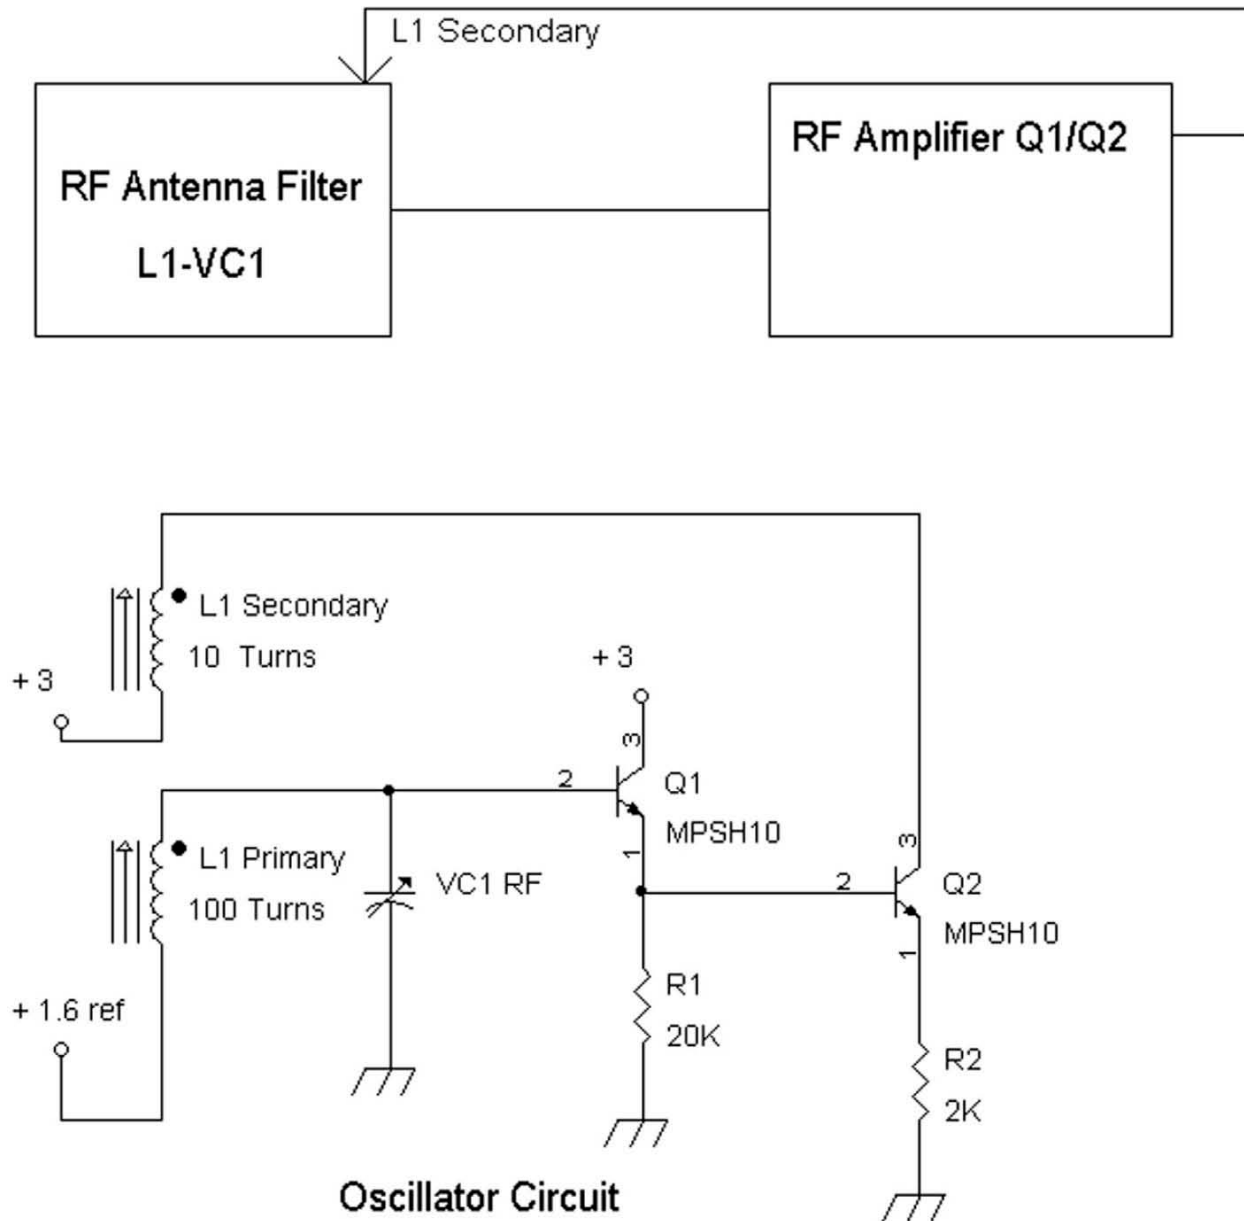 L1 Secondary
RF Antenna Filter
L1-VC1
RF Amplifier Q1/Q2
L1 Secondary
10 Turns
+ 3
+ 3
3
2
Q1
MPSH10
1
L1 Primary
100 Turns
VC1 RF
3
2
Q2
MPSH10
1
+ 1.6 ref
R1
20K
R2
2K
Oscillator Circuit